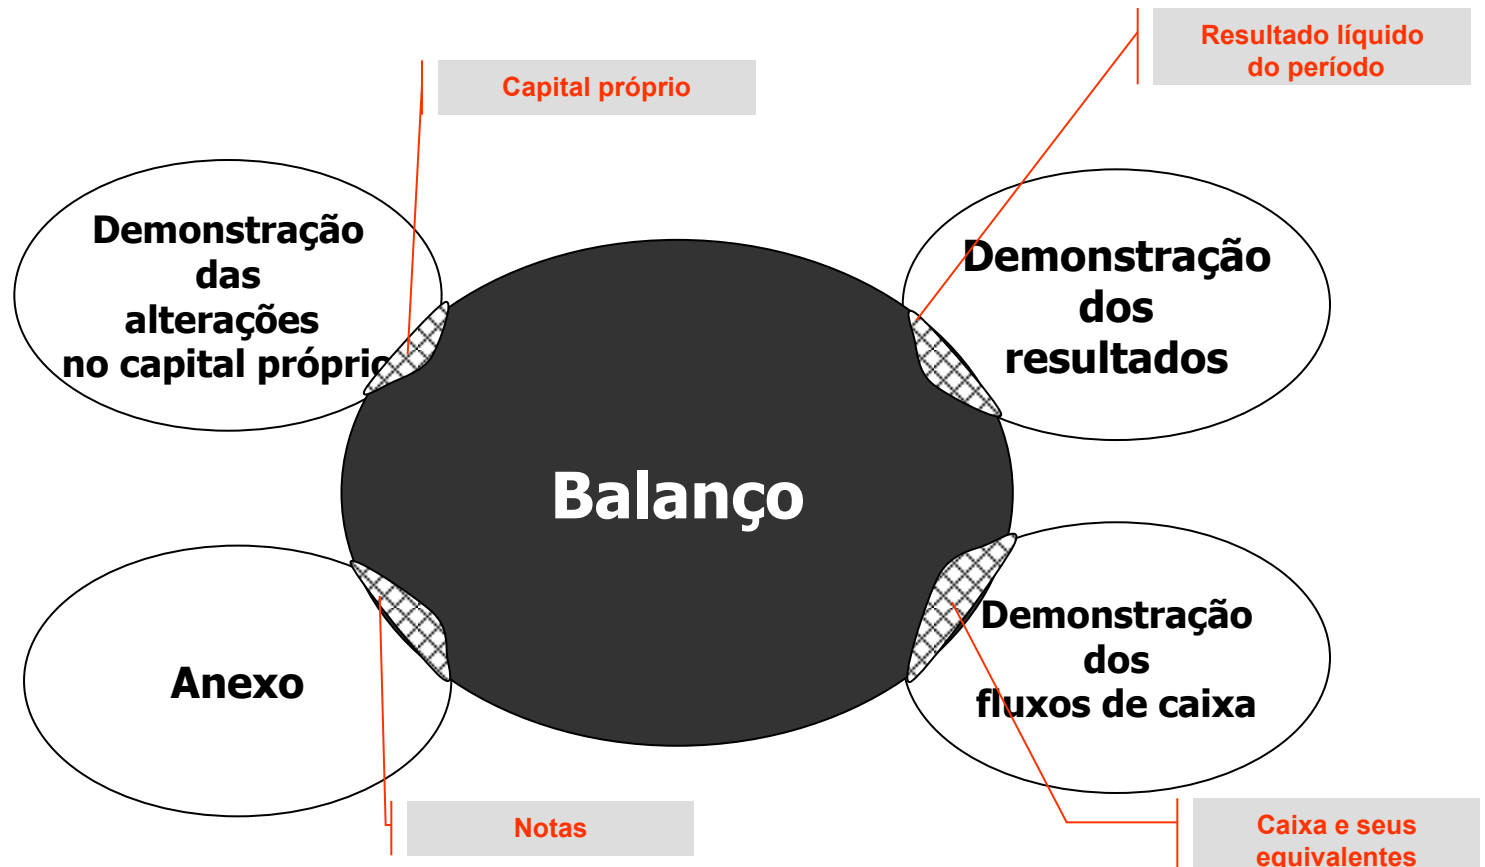 Resultado líquido
do período
Capital próprio
Demonstração
das
alterações
no capital próprio
Demonstração
dos
resultados
Balanço
Anexo
Demonstração
dos
fluxos de caixa
Notas
Caixa e seus
equivalentes